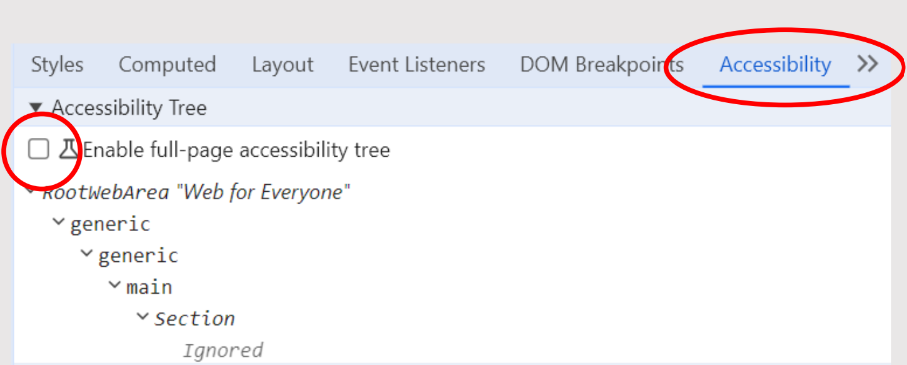 Styles Computed Layout Event Listeners DOM Breakpoints Accessibility
Accessibility Tree
Enable full-page accessibility tree
RootWebArea "Web for Everyone"
generic
generic
main
Section
Ignored